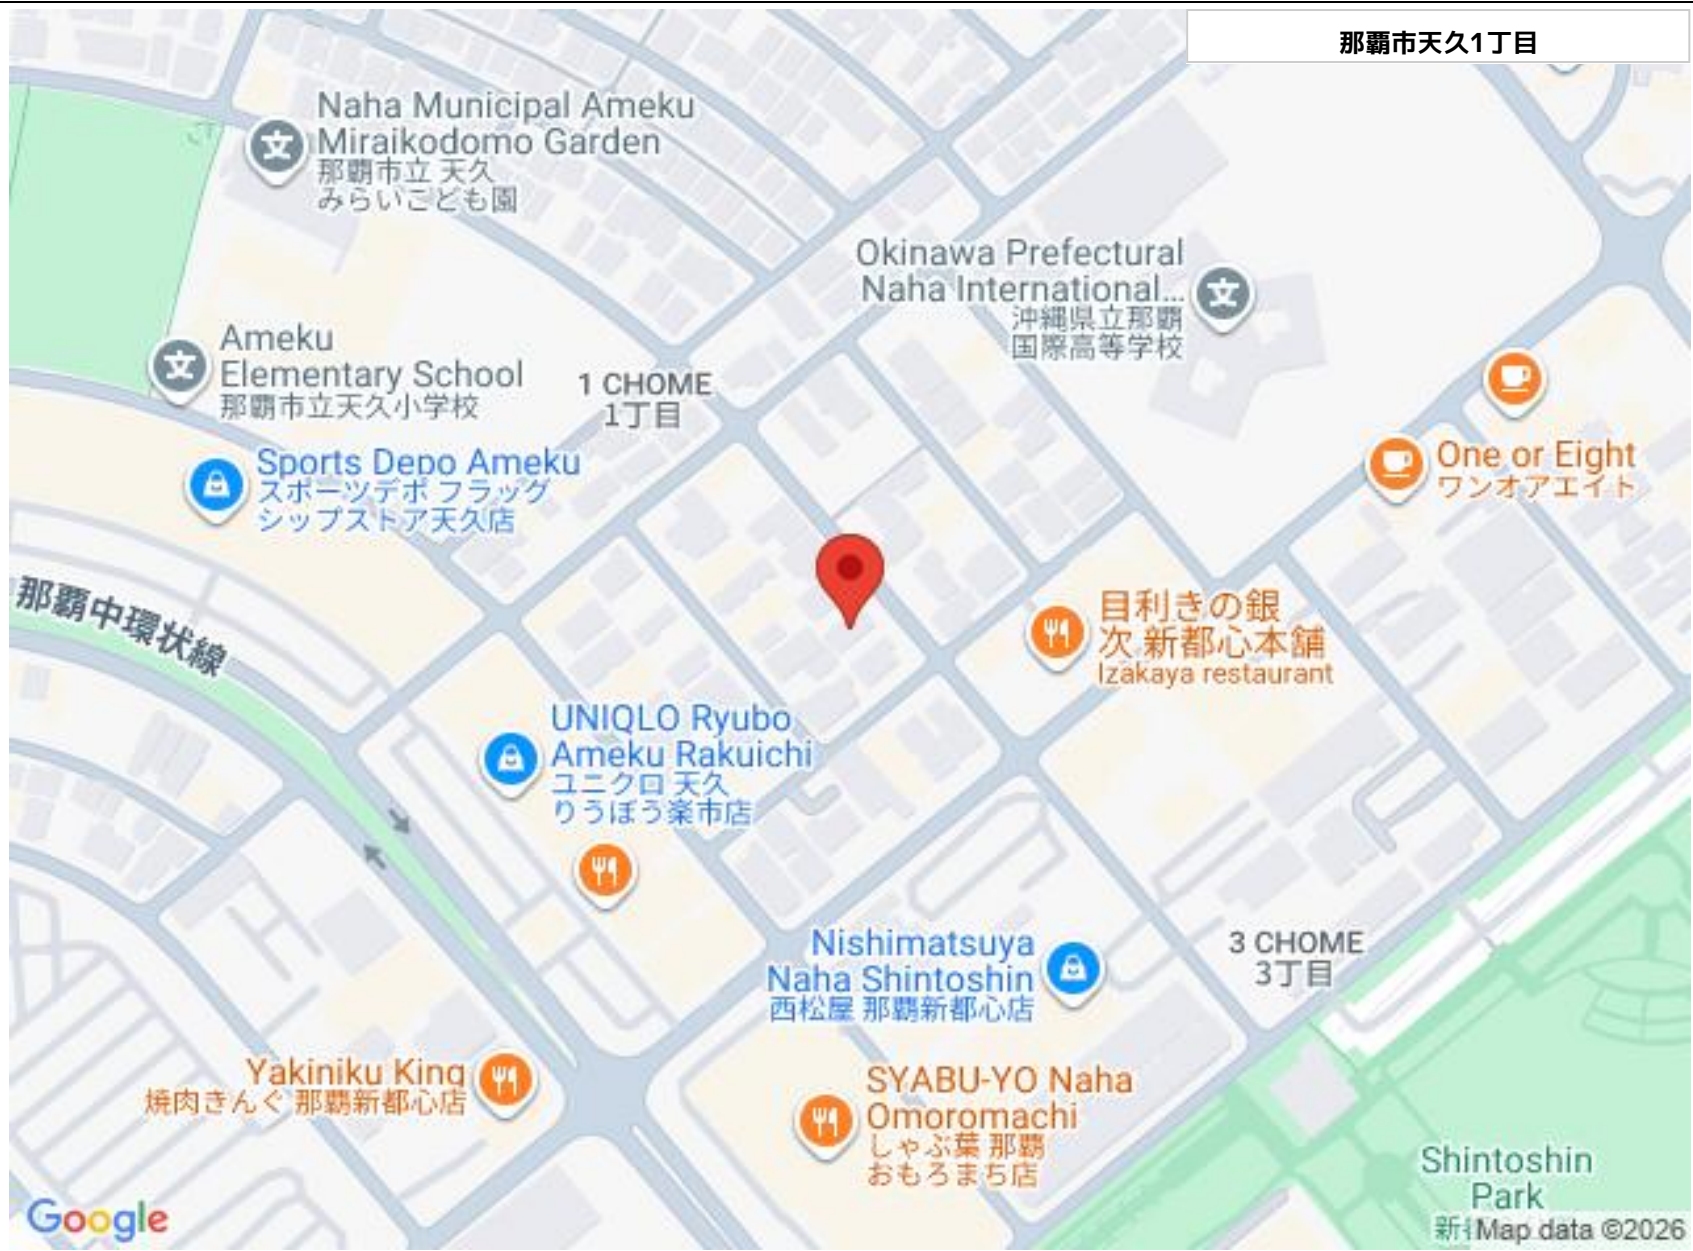 那覇市天久1丁目
Naha Municipal Ameku
Miraikodomo Garden
那覇市立 天久
みらいこども園
Okinawa Prefectural
Naha International...
沖縄県立那覇
国際高等学校
Ameku
Elementary School
那覇市立天久小学校
1 CHOME
1丁目
Sports Depo Ameku
スポーツデポ フラッグ
シップストア天久店
One or Eight
ワンオアエイト
那覇中環状線
目利きの銀
次 新都心本舗
Izakaya restaurant
UNIQLO Ryubo
Ameku Rakuichi
ユニクロ 天久
りうぼう楽市店
Nishimatsuya
Naha Shintoshin
西松屋 那覇新都心店
3 CHOME
3丁目
Yakiniku King
焼肉きんぐ 那覇新都心店
SYABU-YO Naha
Omoromachi
しゃぶ葉 那覇
おもろまち店
Shintoshin
Park
新
Google
Map data ©2026